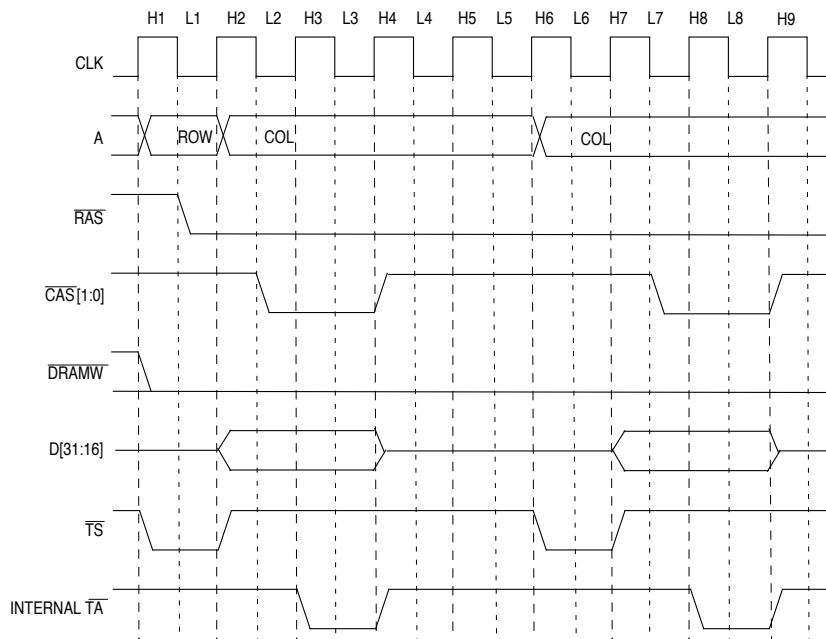 H1 L1 H2 L2 H3 L3 H4 L4 H5 L5 H6 L6 H7 L7 H8 L8 H9
CLK
A ROW COL COL
RAS
CAS[1:0]
DRAMW
D[31:16]
TS
INTERNAL TA